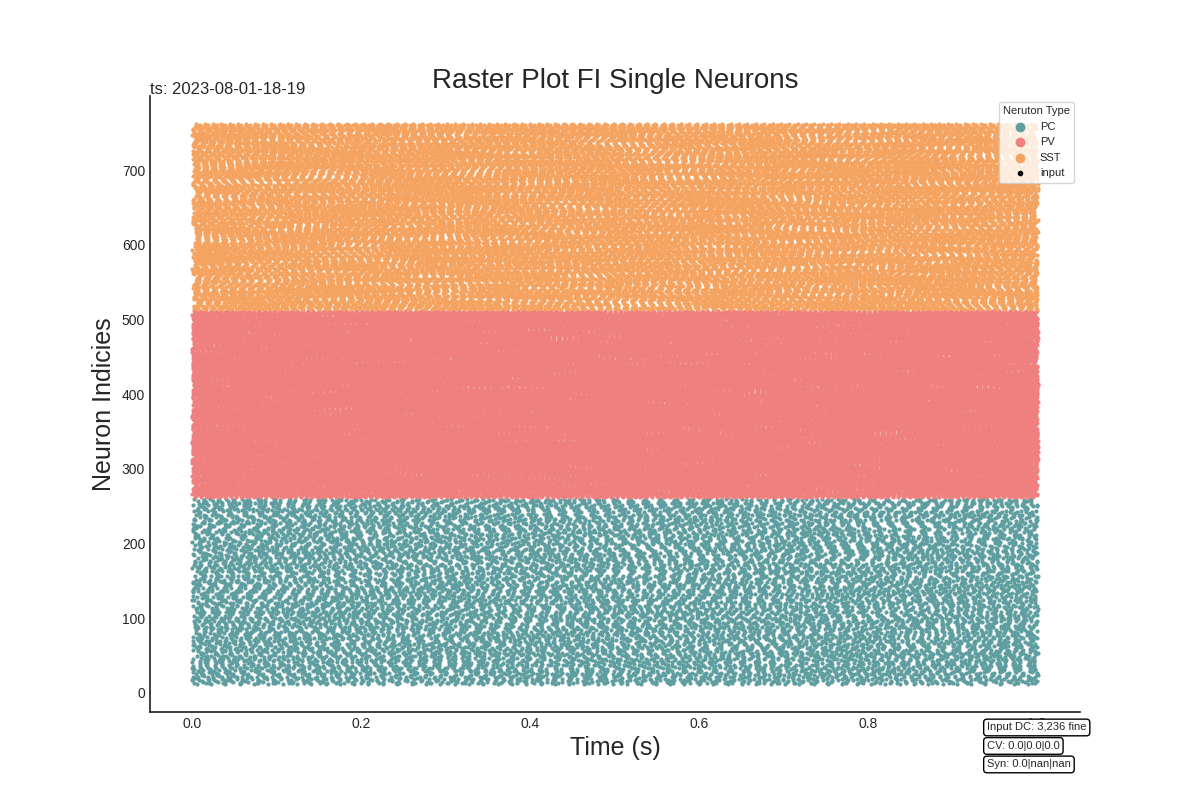 Raster Plot FI Single Neurons
ts: 2023-08-01-18-19
Neruton Type
PC
PV
SST
input
Neuron Indicies
700
600
500
400
300
200
100
0
0.0 0.2 0.4 0.6 0.8
Time (s)
Input DC: 3,236 fine
CV: 0.0|0.0|0.0
Syn: 0.0|nan|nan